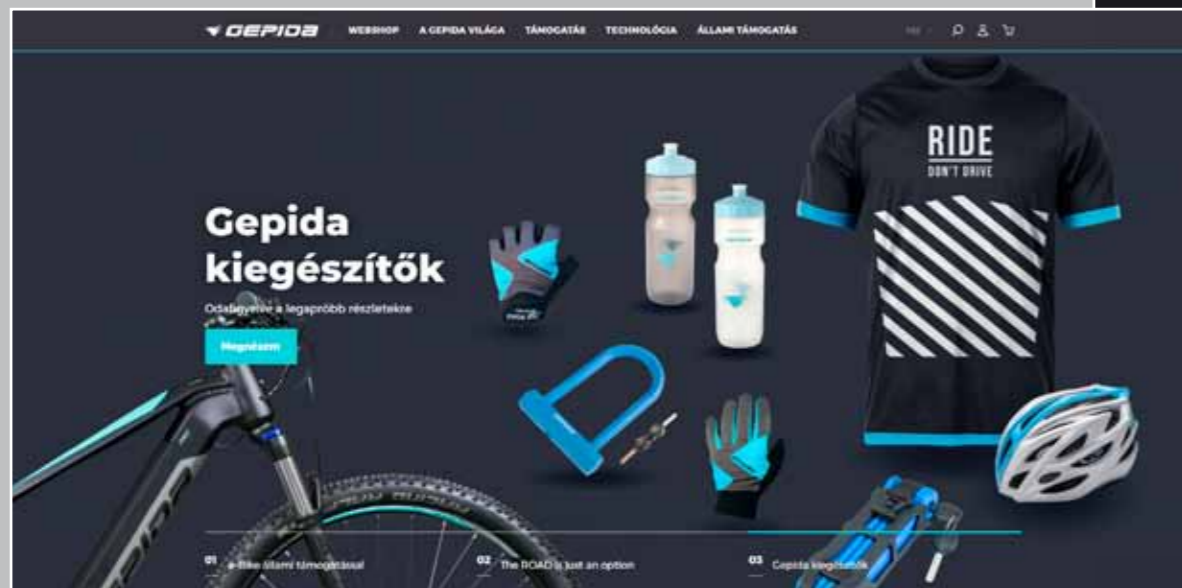 GEPIDA
WEBSHOP A GEPIDA VILÁGA TÁMOGATÁS TECHNOLÓGIA ÁLLAMI TÁMOGATÁS
RIDE
DON'T DRIVE
Gepida
kiegészítők
Odafigyelve a legapróbb részletekre
Megnézem
GEPIDA
01 e-Bike állami támogatással
02 The ROAD is just an option
03 Gepida kiegészítők